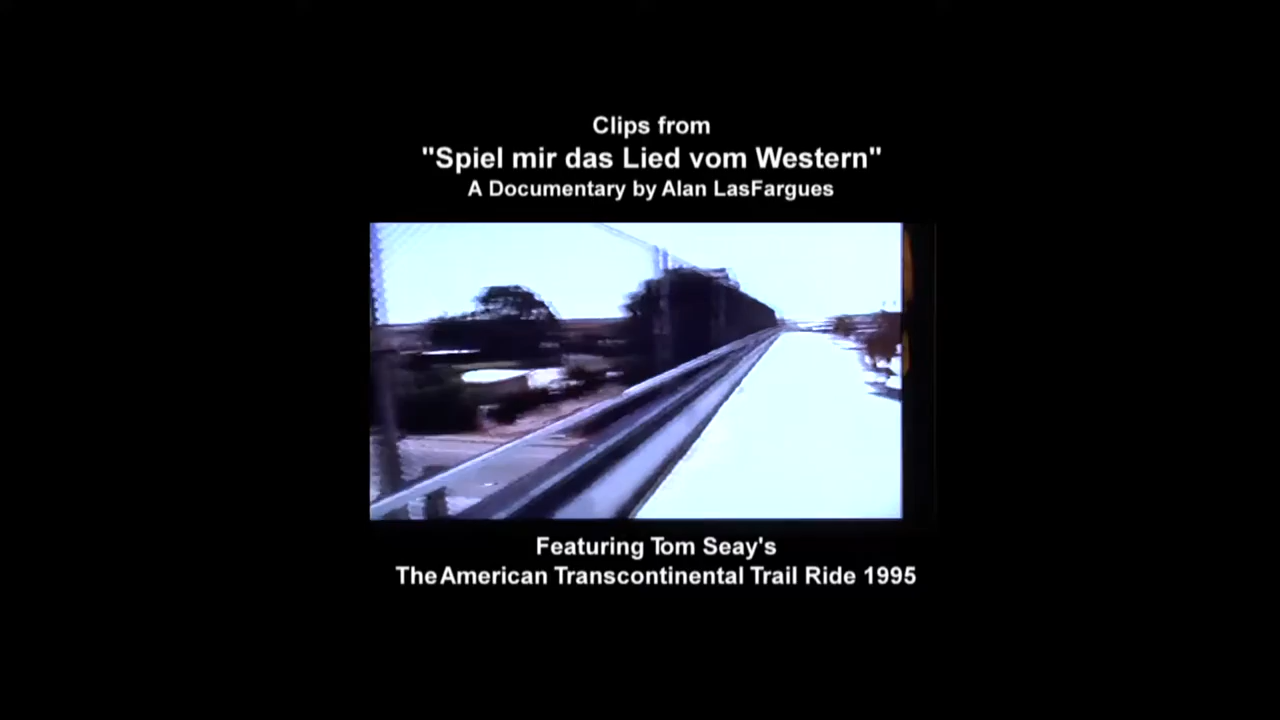 Clips from
"Spiel mir das Lied vom Western"
A Documentary by Alan LasFargues
Featuring Tom Seay's
The American Transcontinental Trail Ride 1995